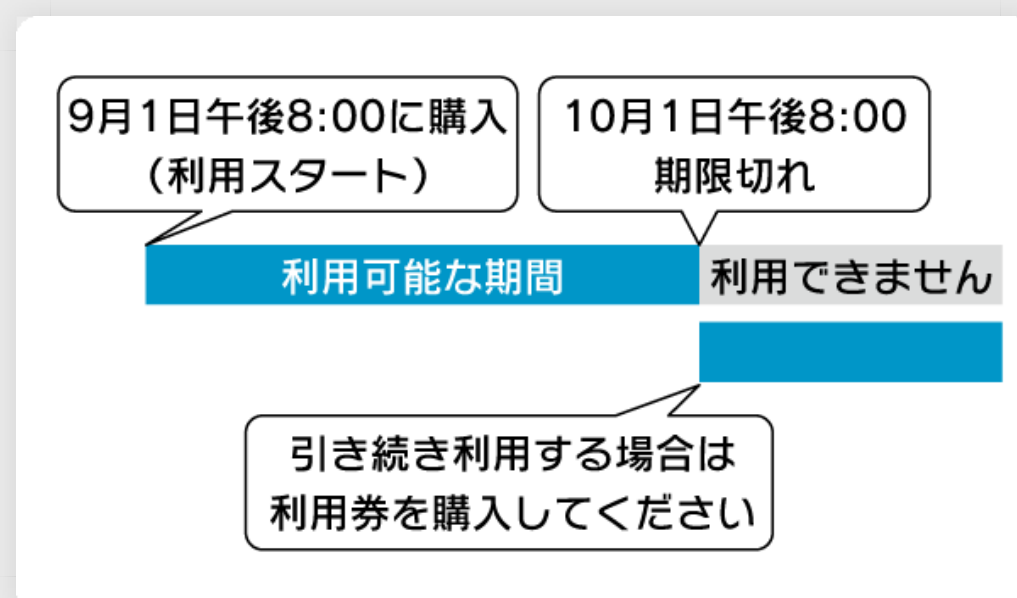 9月1日午後8:00に購入
（利用スタート）
10月1日午後8:00
期限切れ
利用可能な期間
利用できません
引き続き利用する場合は
利用券を購入してください